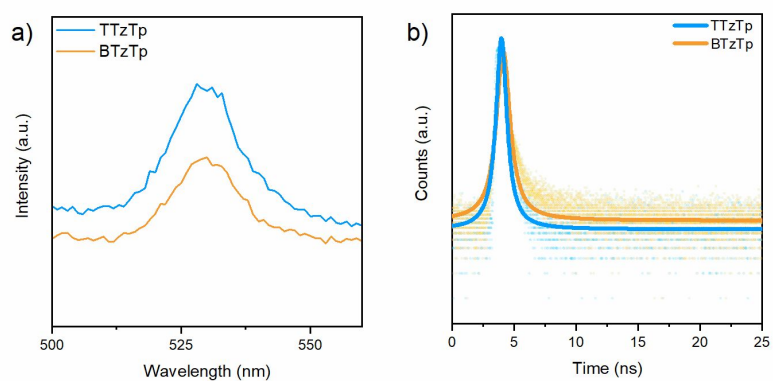 a)
TTzTp
BTzTp
Intensity (a.u.)
500
525
550
Wavelength (nm)
b)
TTzTp
BTzTp
Counts (a.u.)
0
5
10
15
20
25
Time (ns)